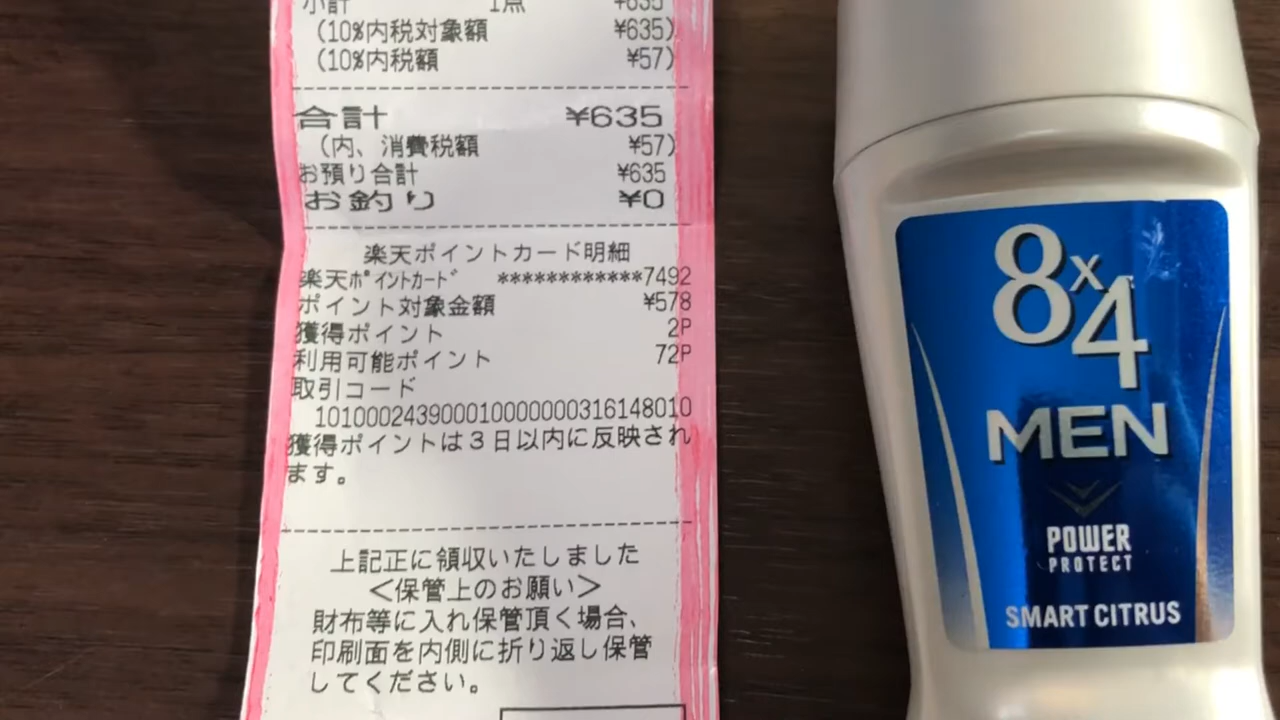 小計 1点 ¥635
(10%内税対象額 ¥635)
(10%内税額 ¥57)
合計 ¥635
(内、消費税額 ¥57)
お預り合計 ¥635
お釣り ¥0
楽天ポイントカード明細
楽天ポイントカード ************7492
ポイント対象金額 ¥578
獲得ポイント 2P
利用可能ポイント 72P
取引コード
1010002439000100000003161480​10
獲得ポイントは3日以内に反映され
ます。
上記正に領収いたしました
<保管上のお願い>
財布等に入れ保管頂く場合、
印刷面を内側に折り返し保管
してください。
8x4
MEN
POWER
PROTECT
SMART CITRUS